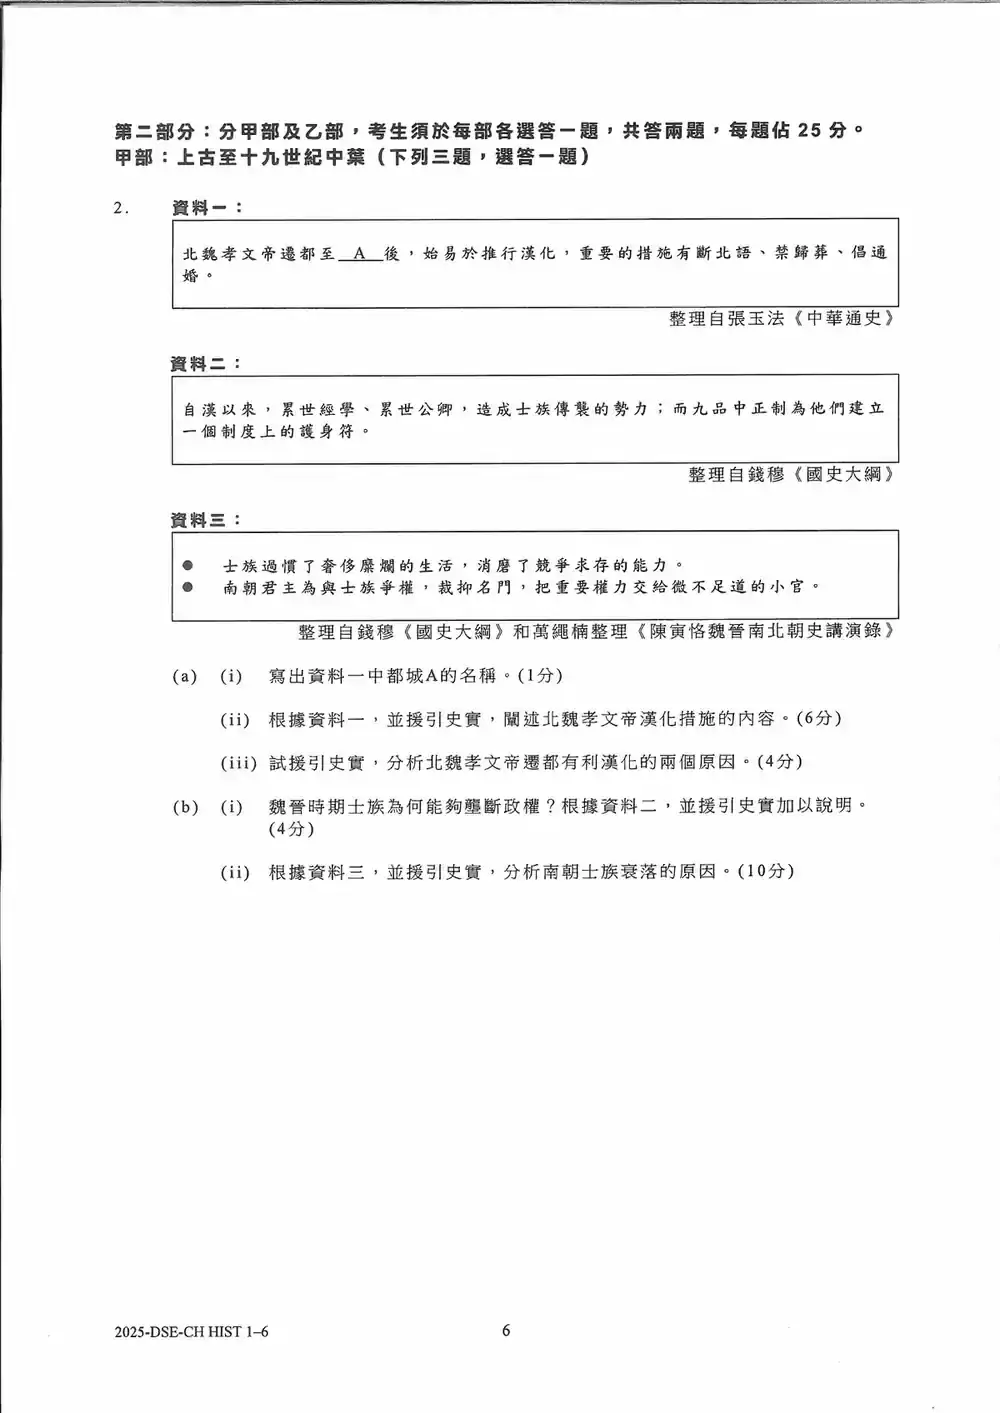 第二部分：分甲部及乙部，考生須於每部各選答一題，共答兩題，每題佔 25 分。
甲部：上古至十九世紀中葉（下列三題，選答一題）
2. 資料一：
北魏孝文帝遷都至 A 後，始易於推行漢化，重要的措施有斷北語、禁歸葬、倡通
婚。
整理自張玉法《中華通史》
資料二：
自漢以來，累世經學、累世公卿，造成士族傳襲的勢力；而九品中正制為他們建立
一個制度上的護身符。
整理自錢穆《國史大綱》
資料三：
● 士族過慣了奢侈糜爛的生活，消磨了競爭求存的能力。
● 南朝君主為與士族爭權，裁抑名門，把重要權力交給微不足道的小官。
整理自錢穆《國史大綱》和萬繩楠整理《陳寅恪魏晉南北朝史講演錄》
(a) (i) 寫出資料一中都城A的名稱。(1分)
(ii) 根據資料一，並援引史實，闡述北魏孝文帝漢化措施的內容。(6分)
(iii) 試援引史實，分析北魏孝文帝遷都有利漢化的兩個原因。(4分)
(b) (i) 魏晉時期士族為何能夠壟斷政權？根據資料二，並援引史實加以說明。
(4分)
(ii) 根據資料三，並援引史實，分析南朝士族衰落的原因。(10分)
2025-DSE-CH HIST 1–6 6